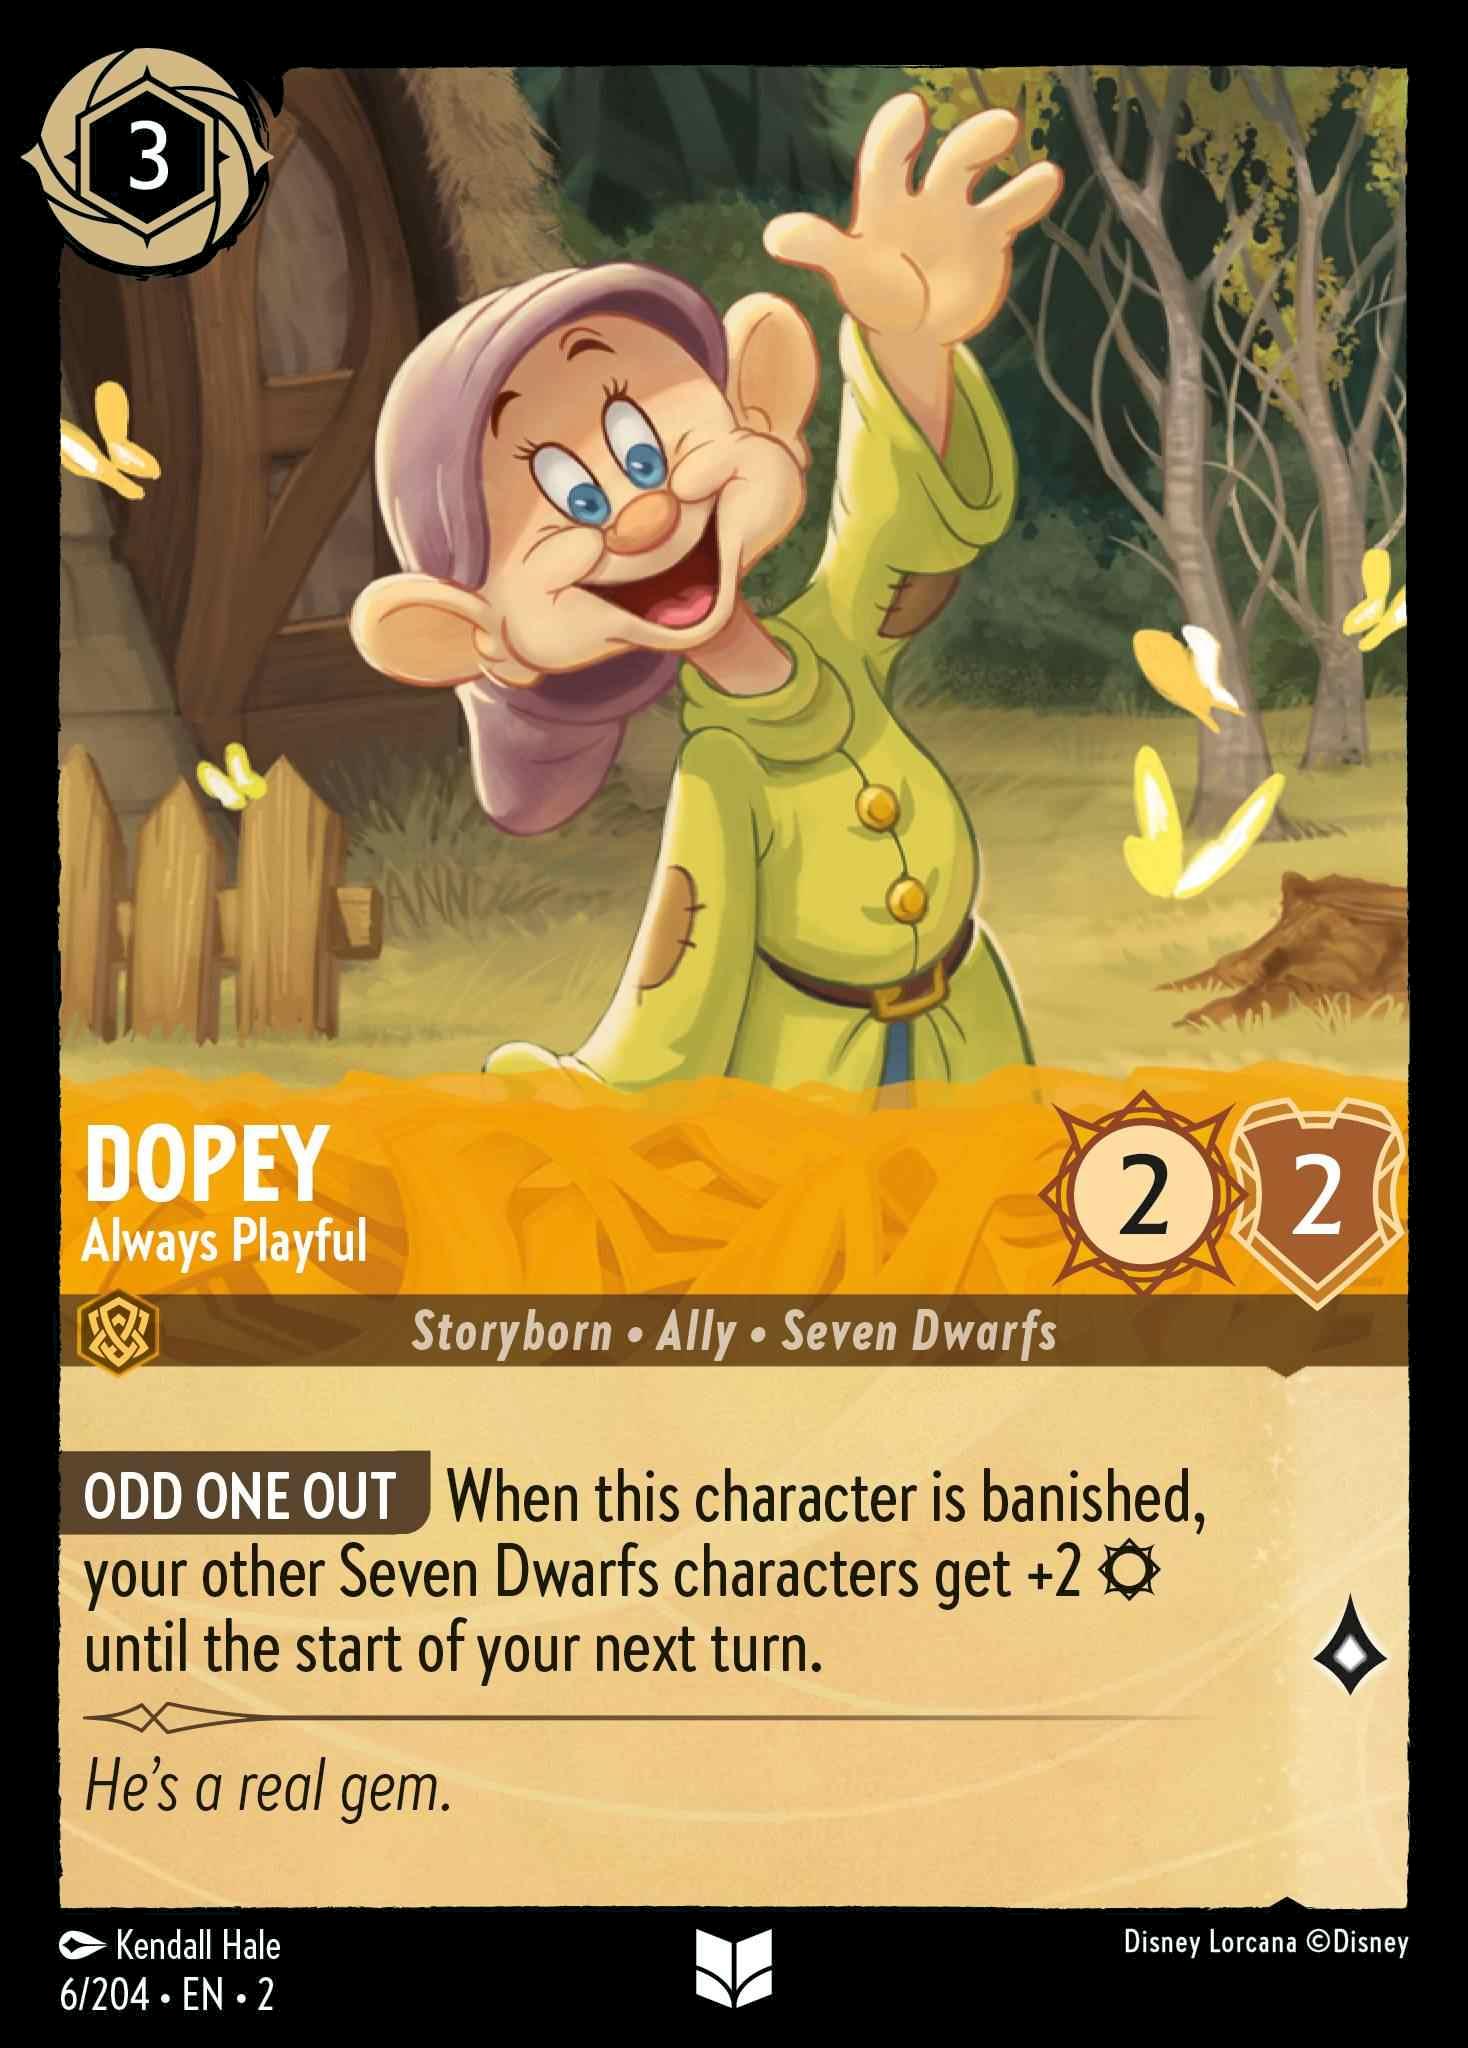 3
DOPEY
Always Playful
2 2
Storyborn • Ally • Seven Dwarfs
ODD ONE OUT When this character is banished,
your other Seven Dwarfs characters get +2
until the start of your next turn.
He's a real gem.
Kendall Hale
6/204 • EN • 2
Disney Lorcana ©Disney